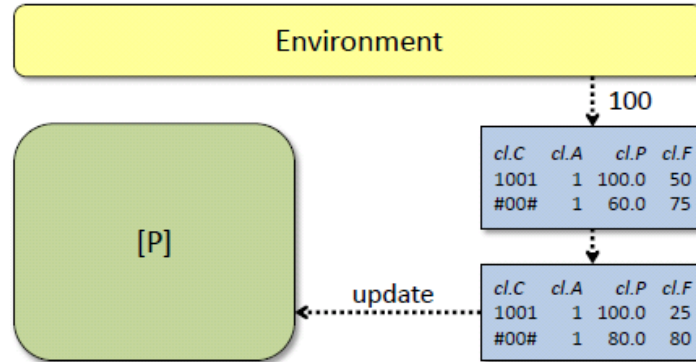 Environment
100
cl.C cl.A cl.P cl.F
1001 1 100.0 50
#00# 1 60.0 75
[P]
update
cl.C cl.A cl.P cl.F
1001 1 100.0 25
#00# 1 80.0 80